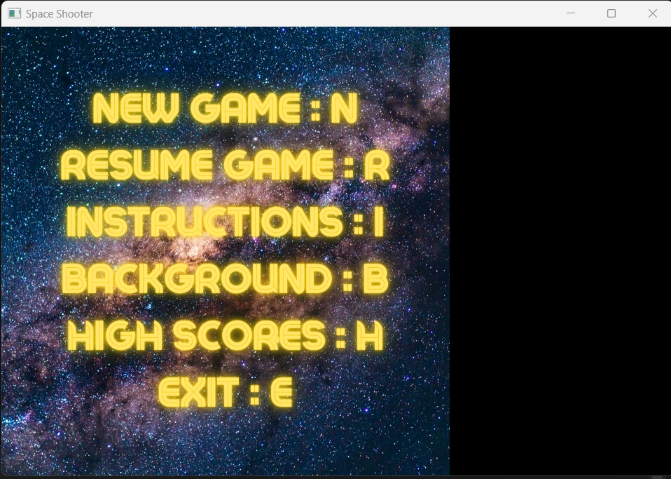 Space Shooter
NEW GAME : N
RESUME GAME : R
INSTRUCTIONS : I
BACKGROUND : B
HIGH SCORES : H
EXIT : E